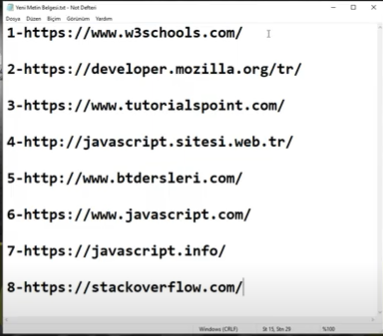 Yeni Metin Belgesi.txt - Not Defteri
Dosya Düzen Biçim Görünüm Yardım
1-https://www.w3schools.com/
2-https://developer.mozilla.org/tr/
3-https://www.tutorialspoint.com/
4-http://javascript.sitesi.web.tr/
5-http://www.btdersleri.com/
6-https://www.javascript.com/
7-https://javascript.info/
8-https://stackoverflow.com/
Windows (CRLF) St 15, Stn 29 %100